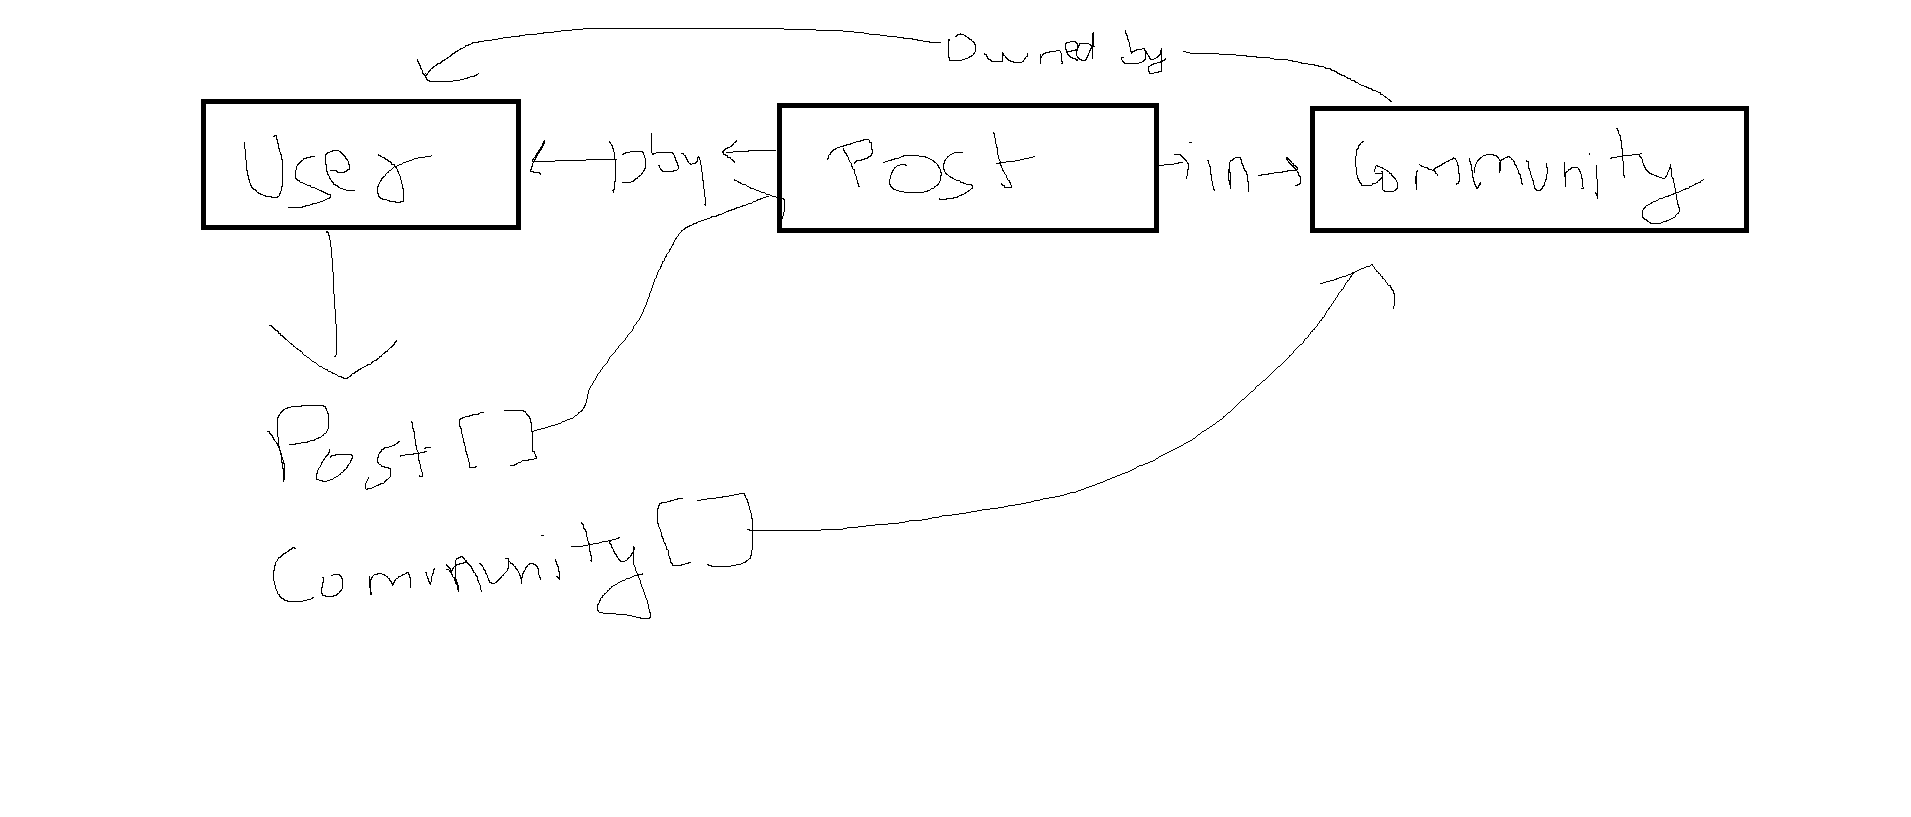 Owned by
User by Post in Community
Post []
Community []